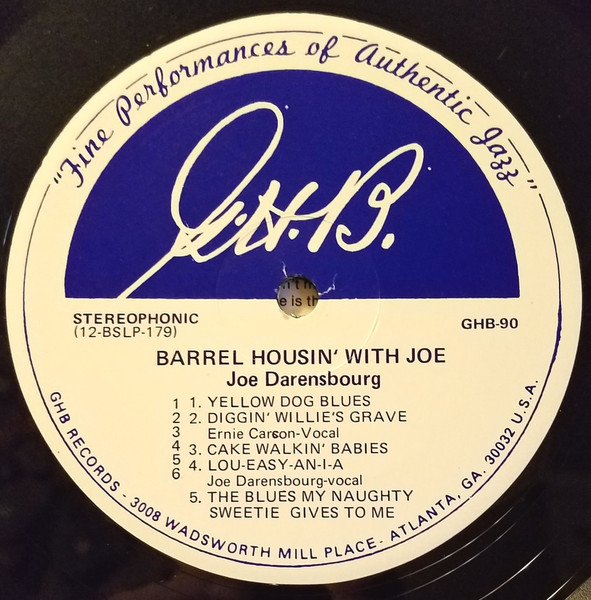 "Fine Performances of Authentic Jazz"
G.H.B.
STEREOPHONIC
(12-BSLP-179)
GHB-90
BARREL HOUSIN' WITH JOE
Joe Darensbourg
1 1. YELLOW DOG BLUES
2 2. DIGGIN' WILLIE'S GRAVE
3 Ernie Carson-Vocal
4 3. CAKE WALKIN' BABIES
5 4. LOU-EASY-AN-I-A
6 Joe Darensbourg-vocal
5. THE BLUES MY NAUGHTY
SWEETIE GIVES TO ME
GHB RECORDS - 3008 WADSWORTH MILL PLACE - ATLANTA, GA. 30032 U.S.A.